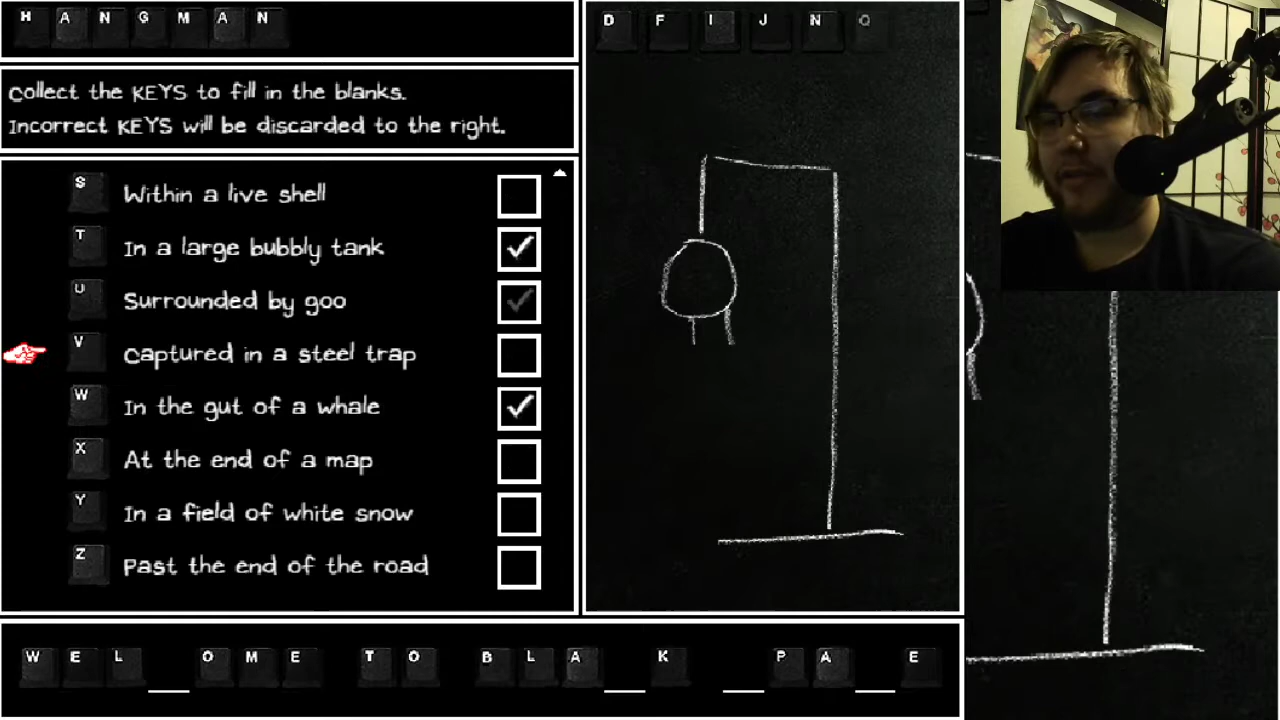 H A N G M A N
Collect the KEYS to fill in the blanks.
Incorrect KEYS will be discarded to the right.
S Within a live shell
T In a large bubbly tank
U Surrounded by goo
V Captured in a steel trap
W In the gut of a whale
X At the end of a map
Y In a field of white snow
Z Past the end of the road
D F I J N Q
W E L _ O M E T O B L A _ K _ P A _ E